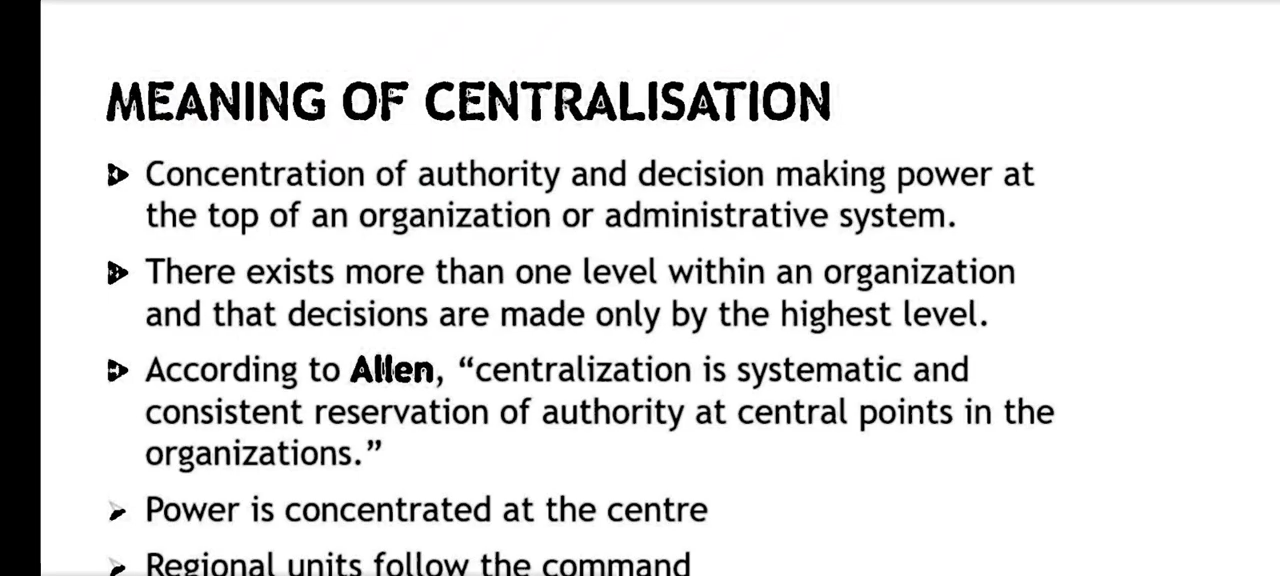 MEANING OF CENTRALISATION
Concentration of authority and decision making power at
the top of an organization or administrative system.
There exists more than one level within an organization
and that decisions are made only by the highest level.
According to Allen, “centralization is systematic and
consistent reservation of authority at central points in the
organizations.”
Power is concentrated at the centre
Regional units follow the command